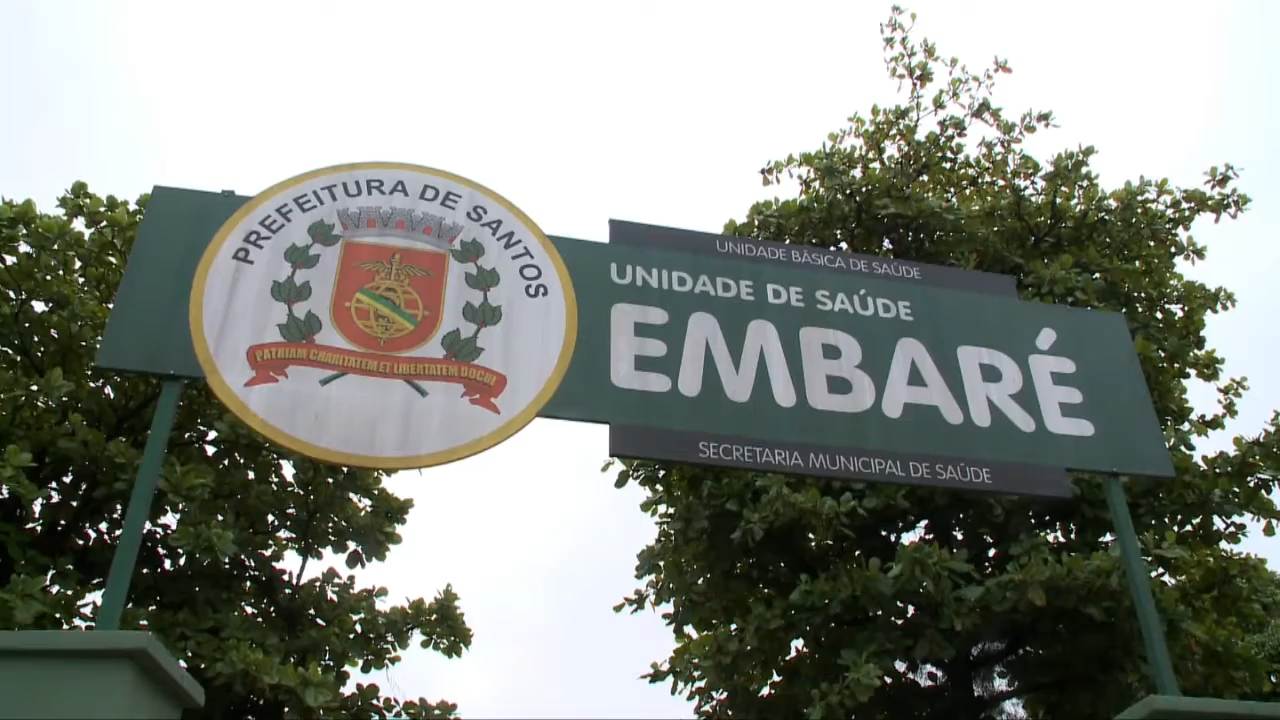 PREFEITURA DE SANTOS
PATRIAM CHARITATEM ET LIBERTATEM DOCUI
UNIDADE BÁSICA DE SAÚDE
UNIDADE DE SAÚDE
EMBARÉ
SECRETARIA MUNICIPAL DE SAÚDE